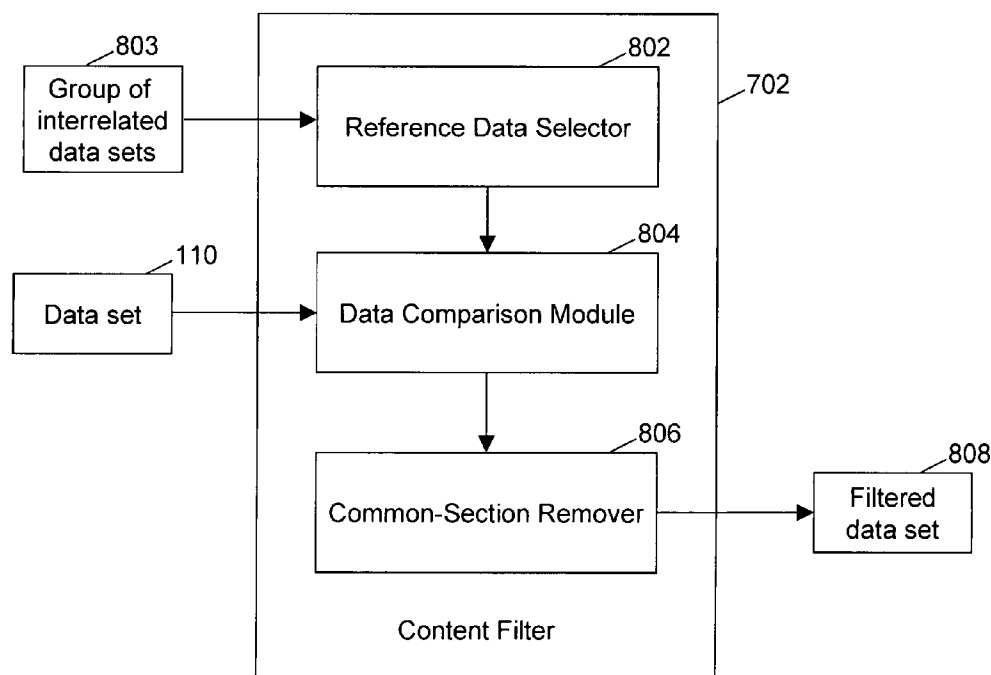 803
Group of
interrelated
data sets
802
Reference Data Selector
702
110
Data set
804
Data Comparison Module
806
Common-Section Remover
808
Filtered
data set
Content Filter